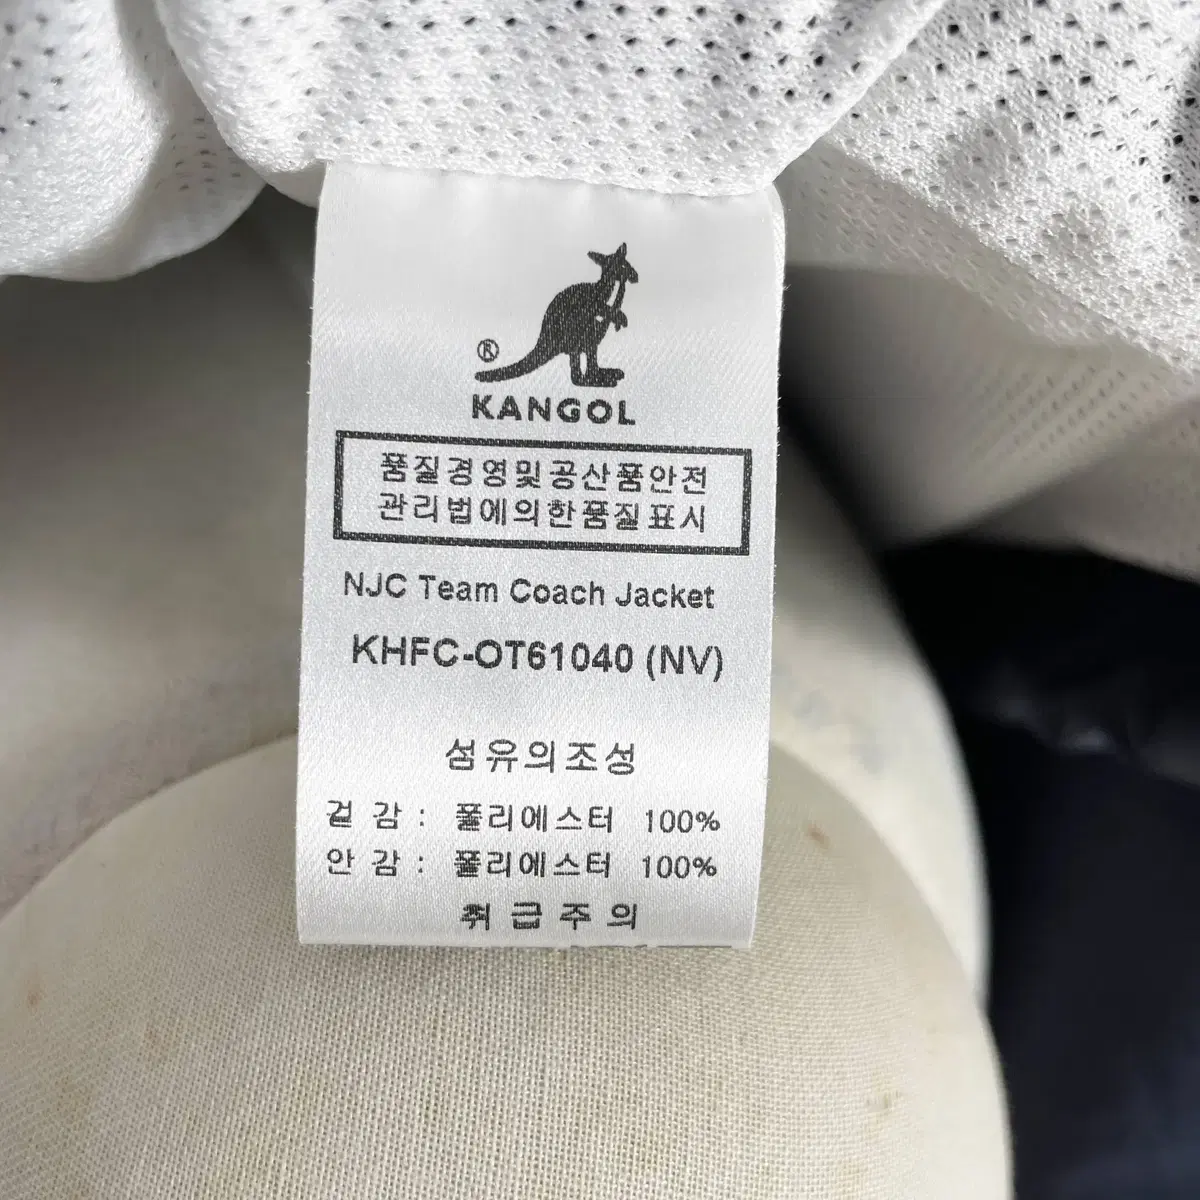 ®
KANGOL
품질경영및공산품안전
관리법에의한품질표시
NJC Team Coach Jacket
KHFC-OT61040 (NV)
섬유의조성
겉 감 : 폴리에스터 100%
안 감 : 폴리에스터 100%
취급주의